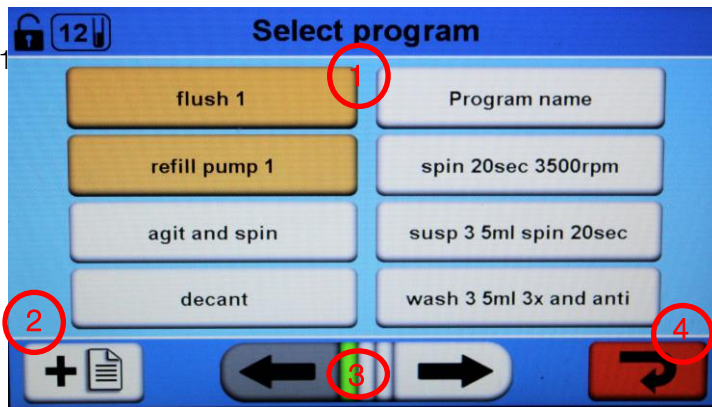 12
Select program
1
1
flush 1
Program name
refill pump 1
spin 20sec 3500rpm
agit and spin
susp 3 5ml spin 20sec
decant
wash 3 5ml 3x and anti
2
4
3